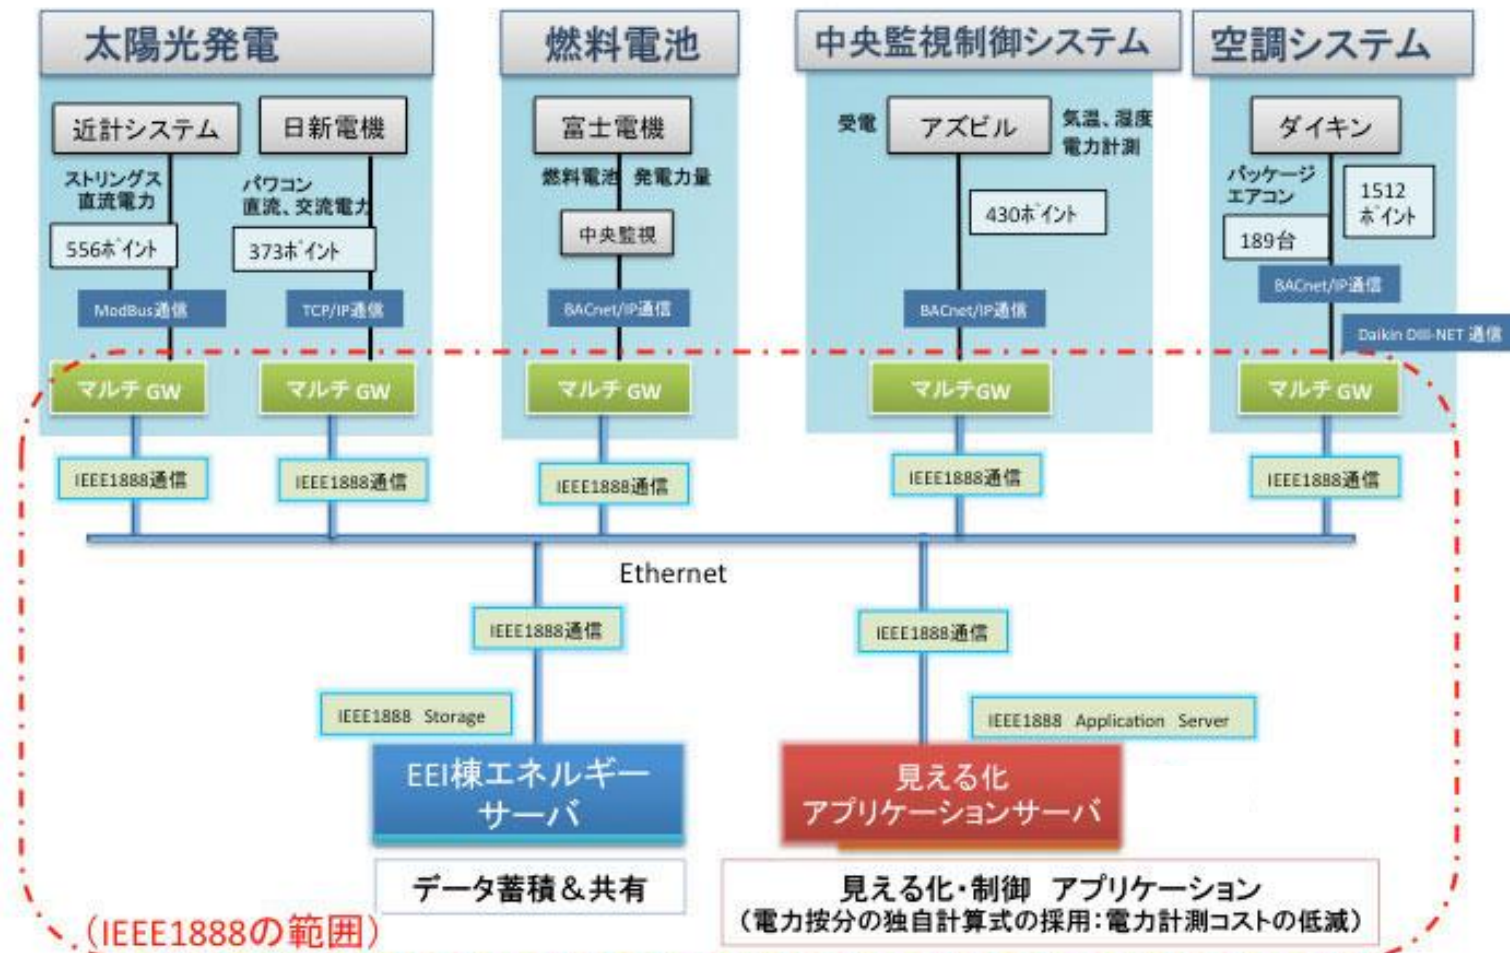 太陽光発電
燃料電池
中央監視制御システム
空調システム
近計システム
日新電機
富士電機
受電
アズビル
気温、湿度
電力計測
ダイキン
ストリングス
直流電力
パワコン
直流、交流電力
燃料電池 発電力量
パッケージ
エアコン
1512
ポイント
556ポイント
373ポイント
中央監視
430ポイント
189台
ModBus通信
TCP/IP通信
BACnet/IP通信
BACnet/IP通信
BACnet/IP通信
Daikin DIII-NET 通信
マルチ GW
マルチ GW
マルチ GW
マルチGW
マルチ GW
IEEE1888通信
IEEE1888通信
IEEE1888通信
IEEE1888通信
IEEE1888通信
Ethernet
IEEE1888通信
IEEE1888通信
IEEE1888 Storage
IEEE1888 Application Server
EEI棟エネルギー
サーバ
見える化
アプリケーションサーバ
データ蓄積＆共有
見える化・制御 アプリケーション
（電力按分の独自計算式の採用：電力計測コストの低減）
（IEEE1888の範囲）